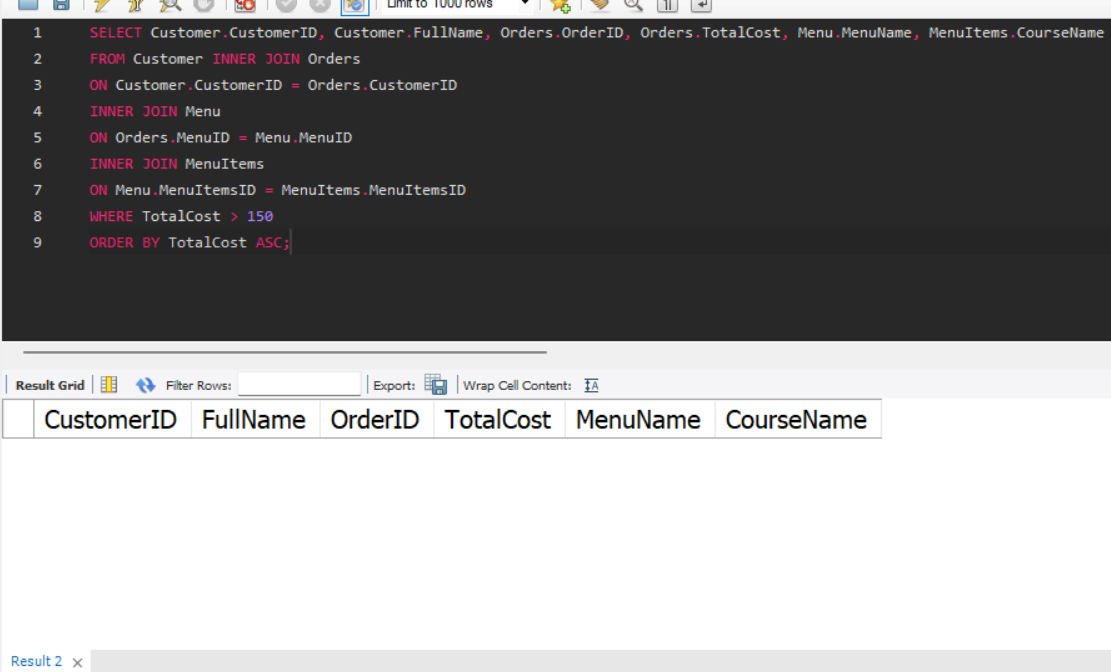 Limit to 1000 rows
1 SELECT Customer.CustomerID, Customer.FullName, Orders.OrderID, Orders.TotalCost, Menu.MenuName, MenuItems.CourseName
2 FROM Customer INNER JOIN Orders
3 ON Customer.CustomerID = Orders.CustomerID
4 INNER JOIN Menu
5 ON Orders.MenuID = Menu.MenuID
6 INNER JOIN MenuItems
7 ON Menu.MenuItemsID = MenuItems.MenuItemsID
8 WHERE TotalCost > 150
9 ORDER BY TotalCost ASC;
Result Grid Filter Rows: Export: Wrap Cell Content:
CustomerID FullName OrderID TotalCost MenuName CourseName
Result 2